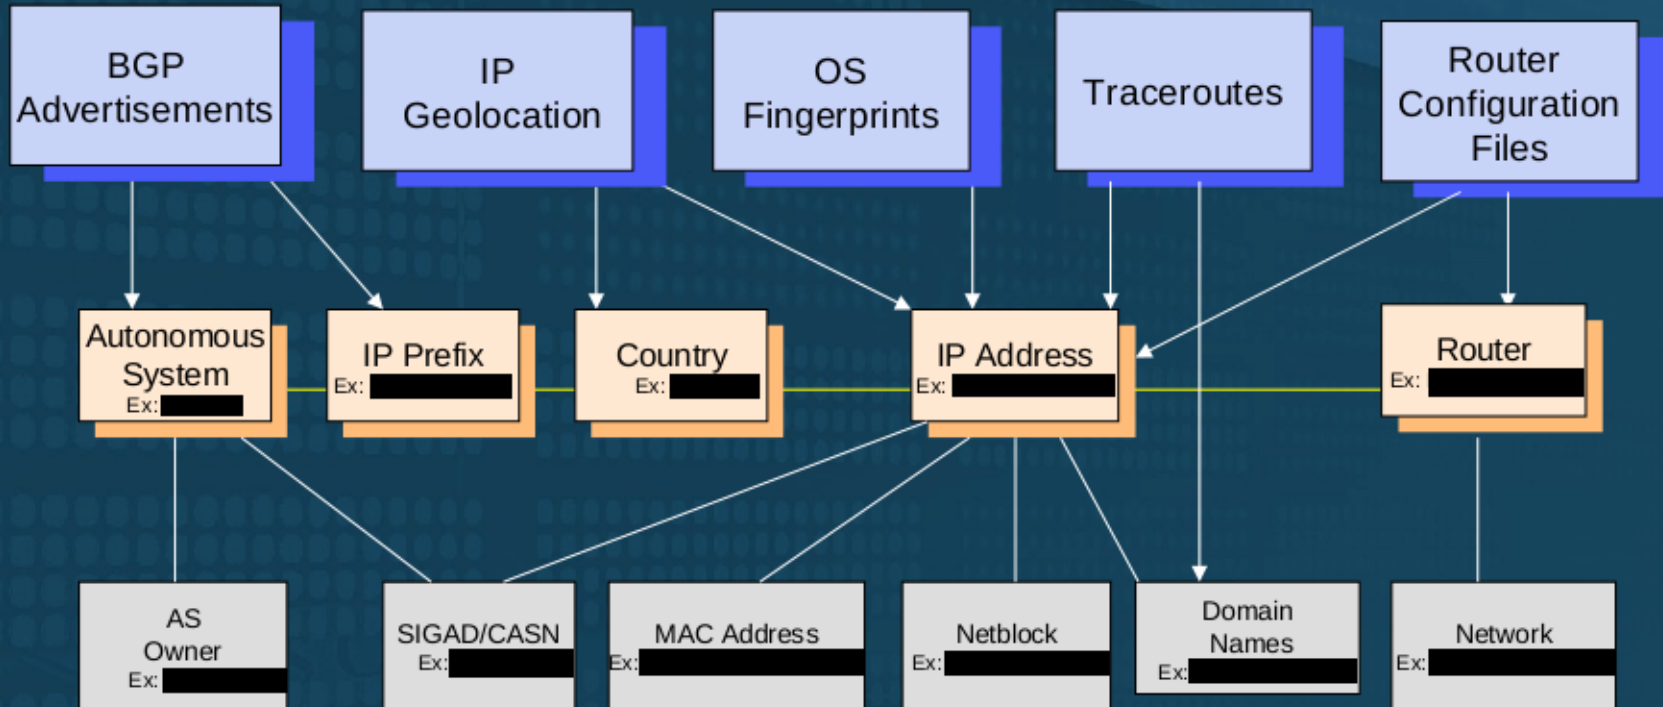 BGP
Advertisements
IP
Geolocation
OS
Fingerprints
Traceroutes
Router
Configuration
Files
Autonomous
System
Ex:
IP Prefix
Ex:
Country
Ex:
IP Address
Ex:
Router
Ex:
AS
Owner
Ex:
SIGAD/CASN
Ex:
MAC Address
Ex:
Netblock
Ex:
Domain
Names
Ex:
Network
Ex: